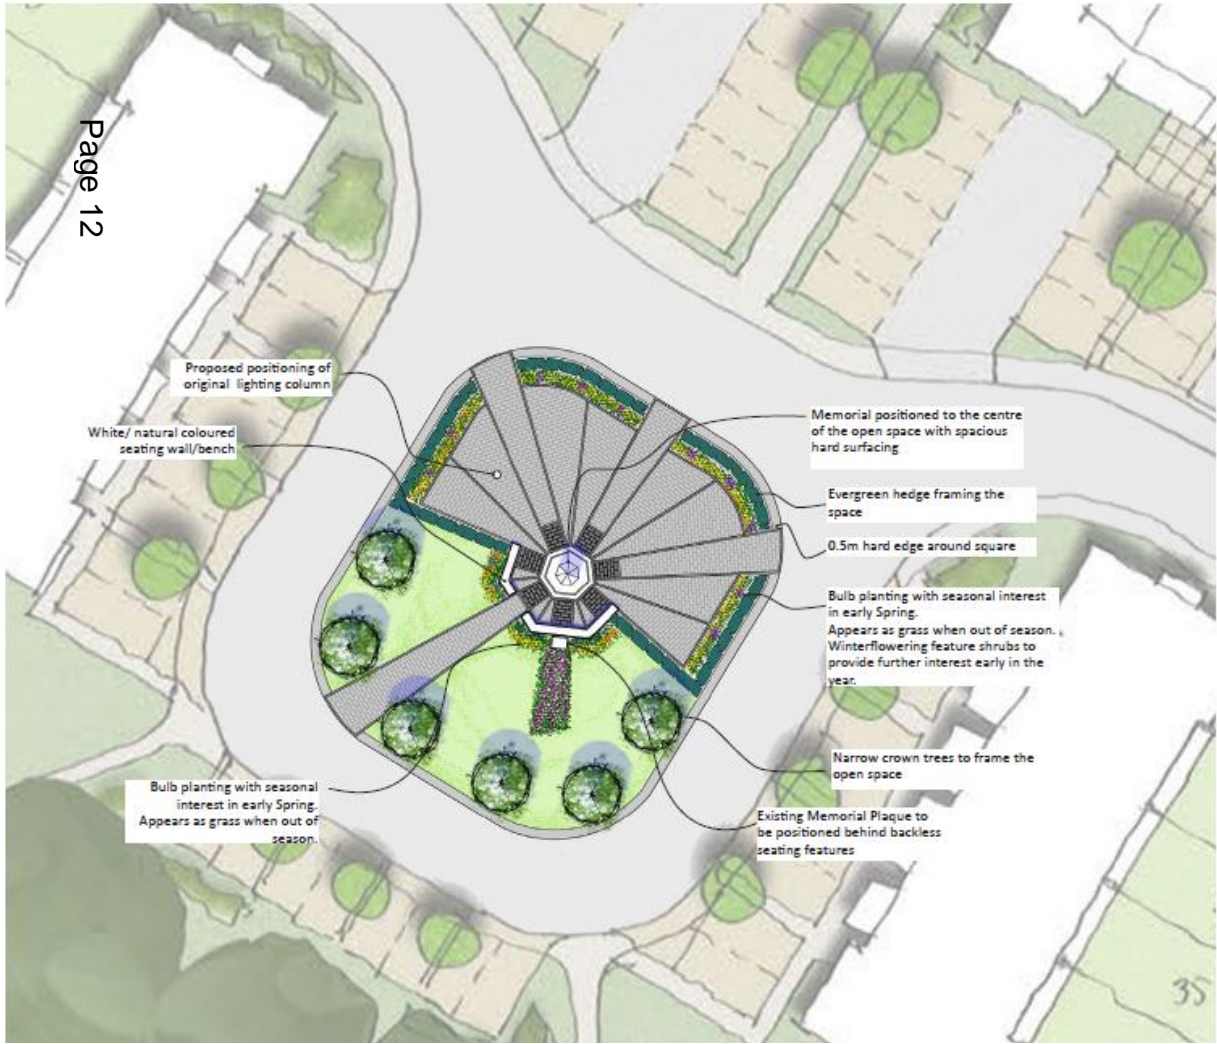 Page 12
Proposed positioning of
original lighting column
White/ natural coloured
seating wall/bench
Memorial positioned to the centre
of the open space with spacious
hard surfacing
Evergreen hedge framing the
space
0.5m hard edge around square
Bulb planting with seasonal interest
in early Spring.
Appears as grass when out of season.
Winterflowering feature shrubs to
provide further interest early in the
year.
Narrow crown trees to frame the
open space
Bulb planting with seasonal
interest in early Spring.
Appears as grass when out of
season.
Existing Memorial Plaque to
be positioned behind backless
seating features
35